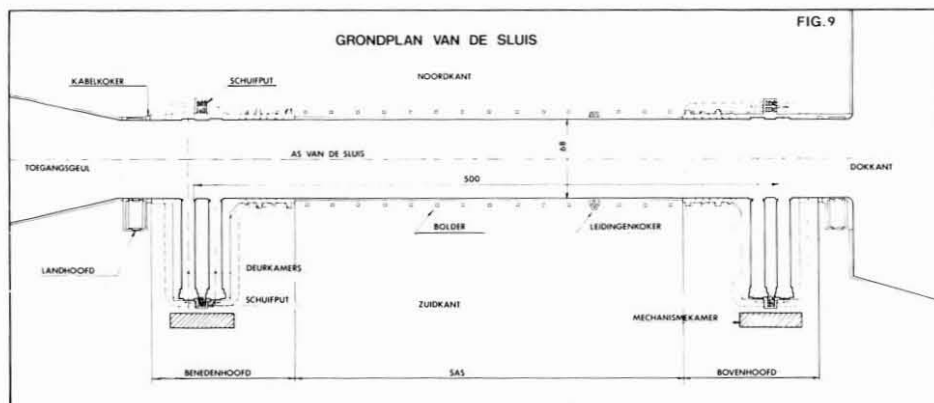 FIG. 9
GRONDPLAN VAN DE SLUIS
NOORDKANT
KABELKOKER
SCHUIFPUT
AS VAN DE SLUIS
68
TOEGANGSGEUL
DOKKANT
500
BOLDER
LEIDINGENKOKER
LANDHOOFD
DEURKAMERS
SCHUIFPUT
ZUIDKANT
MECHANISMEKAMER
BENEDENHOOFD
SAS
BOVENHOOFD